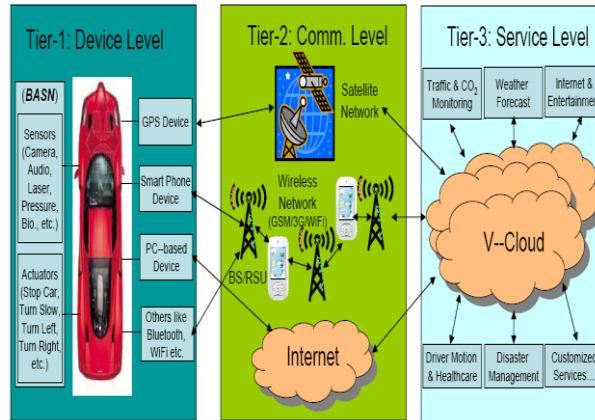 Tier-1: Device Level
(BASN)
Sensors
(Camera,
Audio,
Laser,
Pressure,
Bio., etc.)
Actuators
(Stop Car,
Turn Slow,
Turn Left,
Turn Right,
etc.)
GPS Device
Smart Phone
Device
PC--based
Device
Others like
Bluetooth,
WiFi etc.
Tier-2: Comm. Level
Satellite
Network
Wireless
Network
(GSM/3G/WiFi)
BS/RSU
Internet
Tier-3: Service Level
Traffic & CO₂
Monitoring
Weather
Forecast
Internet &
Entertainment
V--Cloud
Driver Motion
& Healthcare
Disaster
Management
Customized
Services...